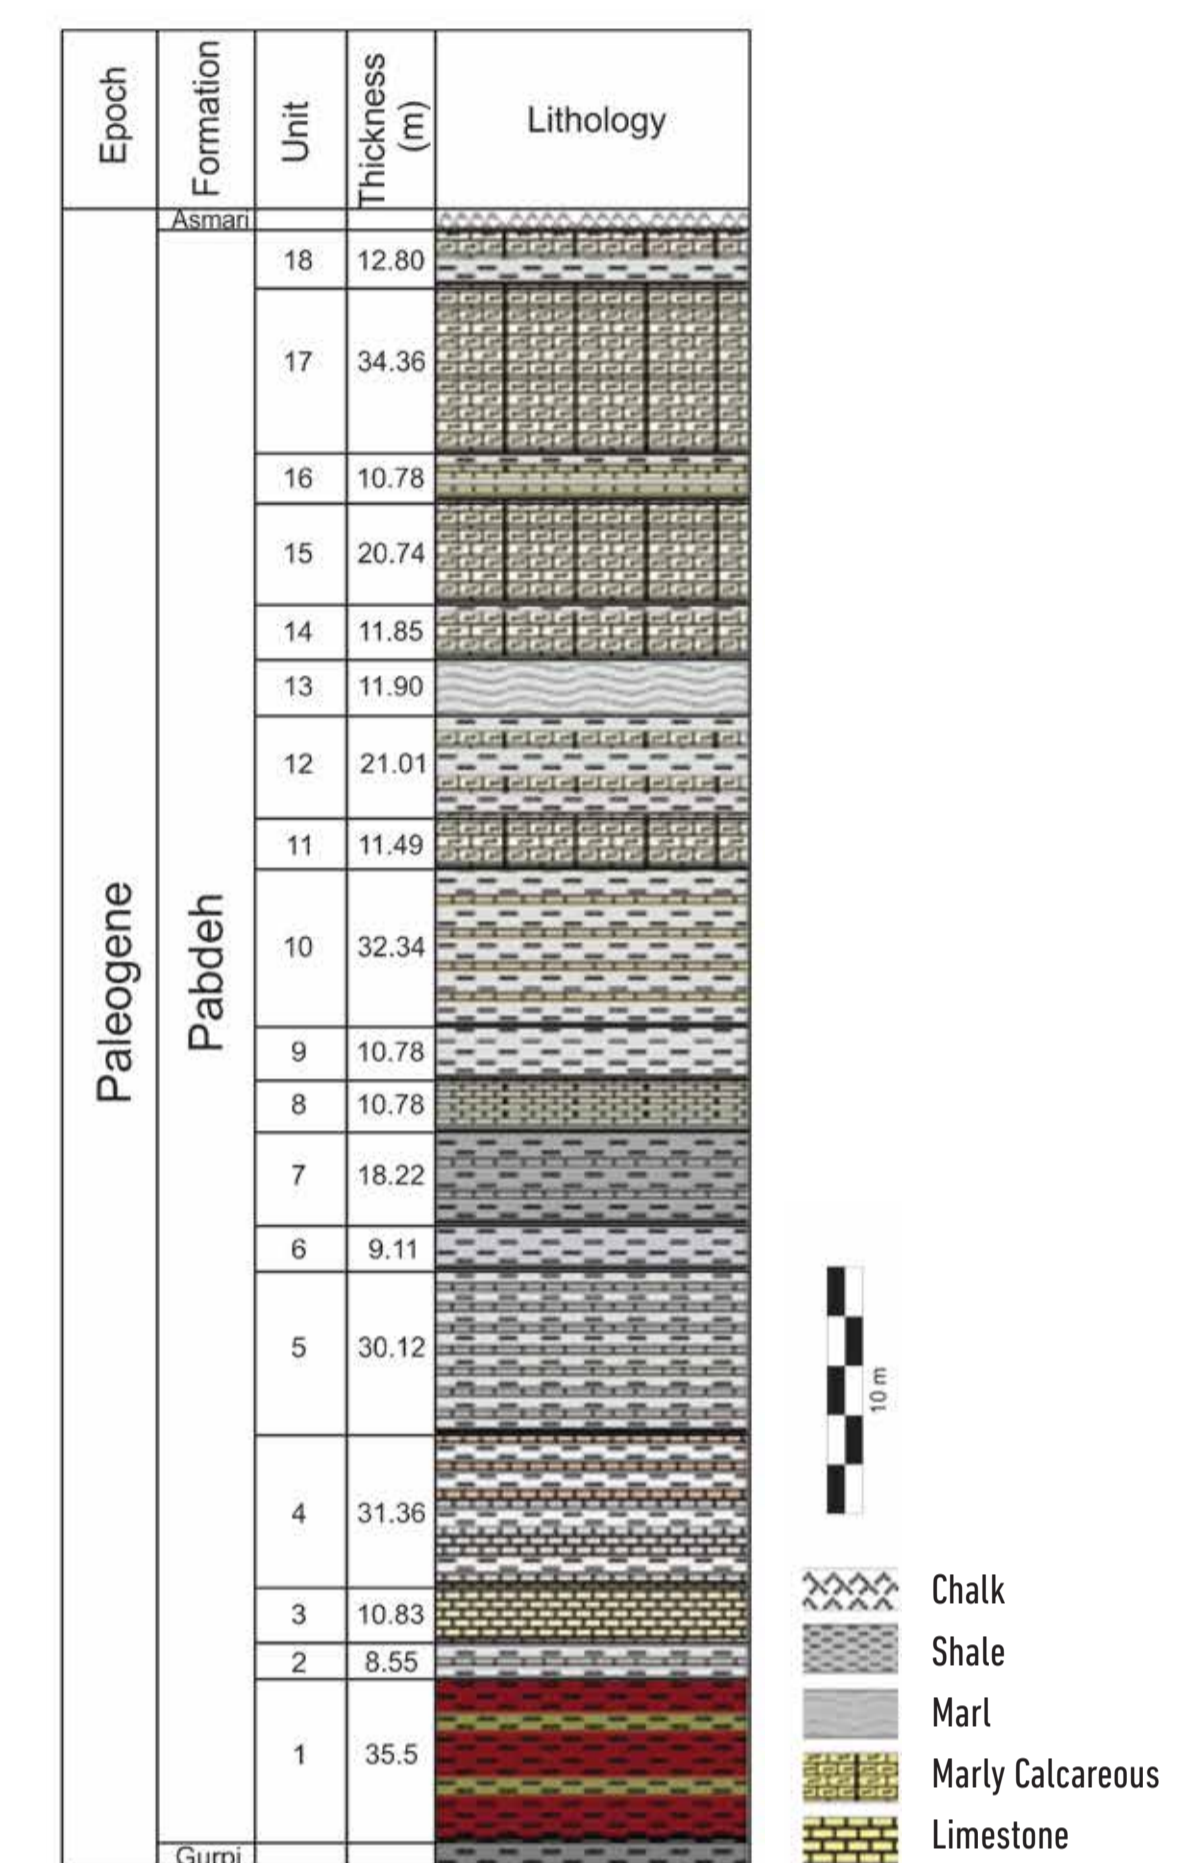 Epoch
Formation
Unit
Thickness
(m)
Lithology
Asmari
18 12.80
17 34.36
16 10.78
15 20.74
14 11.85
13 11.90
12 21.01
11 11.49
10 32.34
9 10.78
8 10.78
7 18.22
6 9.11
5 30.12
4 31.36
3 10.83
2 8.55
1 35.5
Paleogene
Pabdeh
Gurpi
10 m
Chalk
Shale
Marl
Marly Calcareous
Limestone